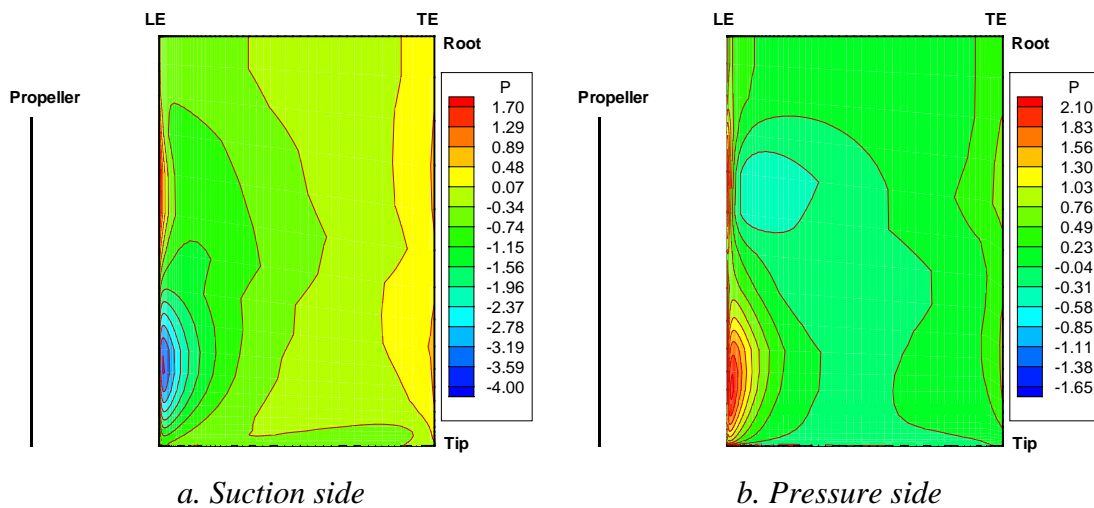 LE
TE
Root
Propeller
P
1.70
1.29
0.89
0.48
0.07
-0.34
-0.74
-1.15
-1.56
-1.96
-2.37
-2.78
-3.19
-3.59
-4.00
Tip
a. Suction side
LE
TE
Root
Propeller
P
2.10
1.83
1.56
1.30
1.03
0.76
0.49
0.23
-0.04
-0.31
-0.58
-0.85
-1.11
-1.38
-1.65
Tip
b. Pressure side